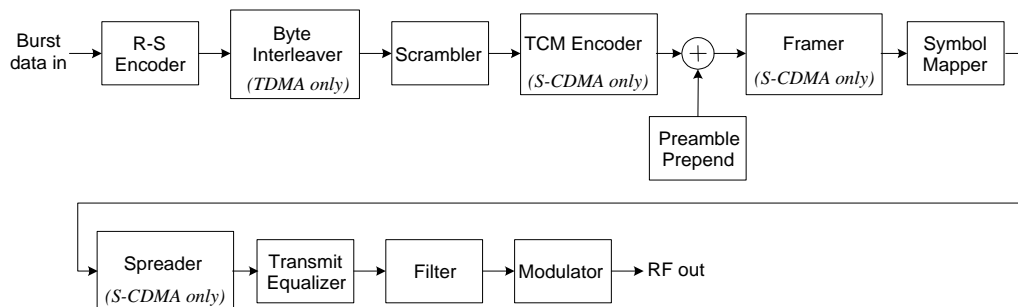 Burst
data in
R-S
Encoder
Byte
Interleaver
(TDMA only)
Scrambler
TCM Encoder
(S-CDMA only)
Preamble
Prepend
Framer
(S-CDMA only)
Symbol
Mapper
Spreader
(S-CDMA only)
Transmit
Equalizer
Filter
Modulator
RF out